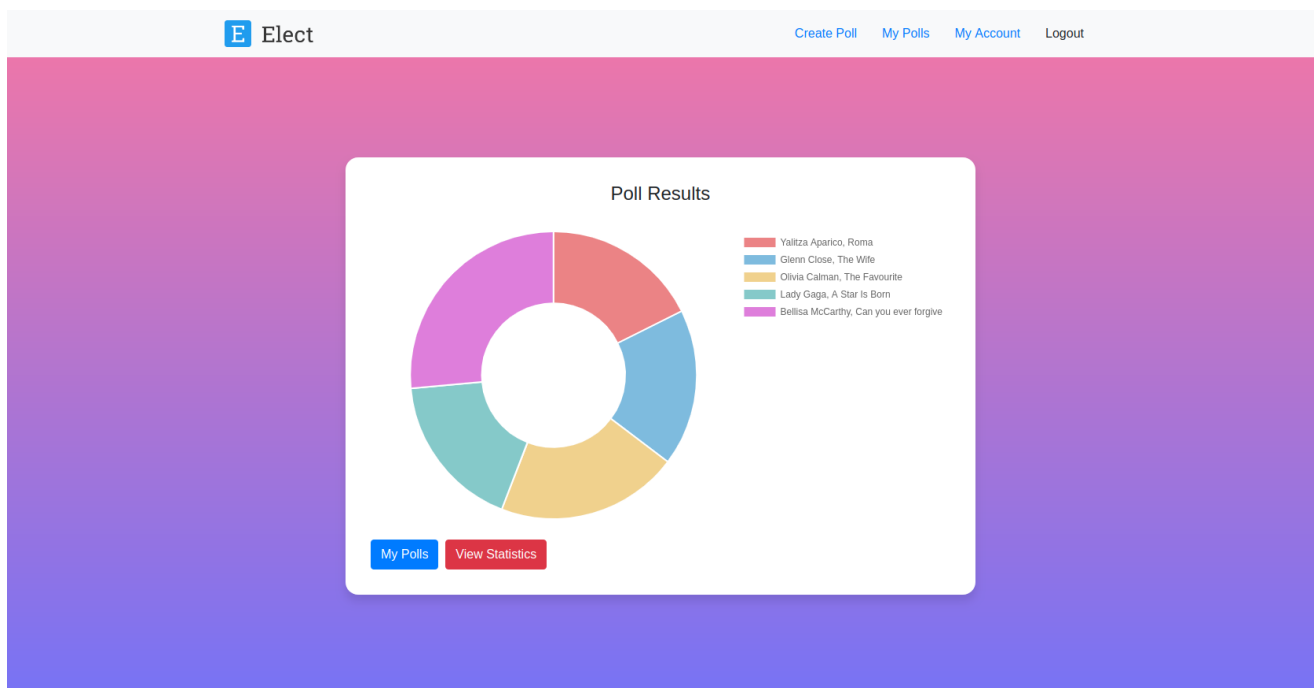 E Elect
Create Poll My Polls My Account Logout
Poll Results
Yalitza Aparico, Roma
Glenn Close, The Wife
Olivia Calman, The Favourite
Lady Gaga, A Star Is Born
Bellisa McCarthy, Can you ever forgive
My Polls View Statistics